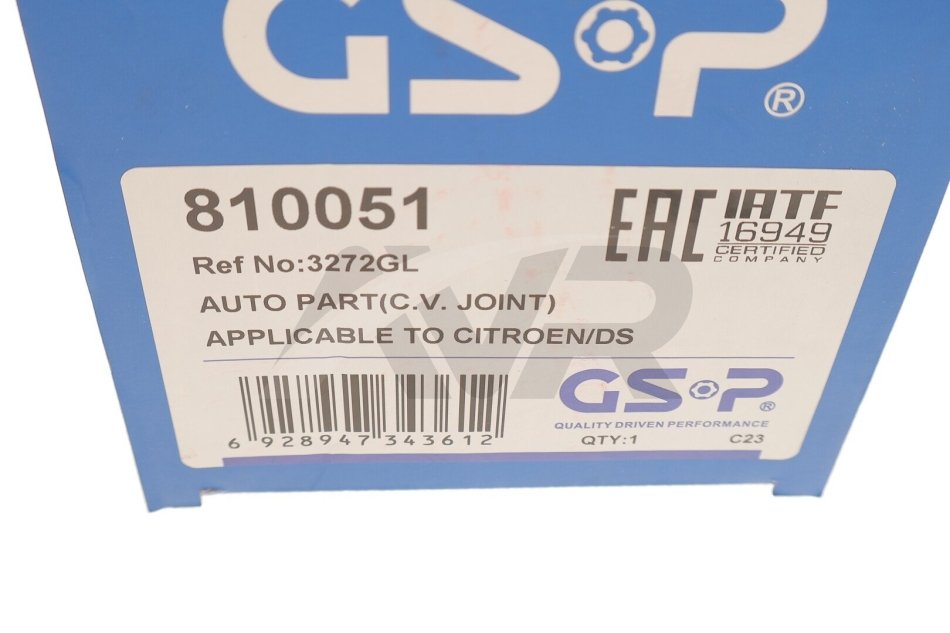 GSP®
810051
EAC
IATF
16949
CERTIFIED
COMPANY
Ref No:3272GL
AUTO PART(C.V. JOINT)
APPLICABLE TO CITROEN/DS
6 928947 343612
GSP®
QUALITY DRIVEN PERFORMANCE
QTY:1 C23